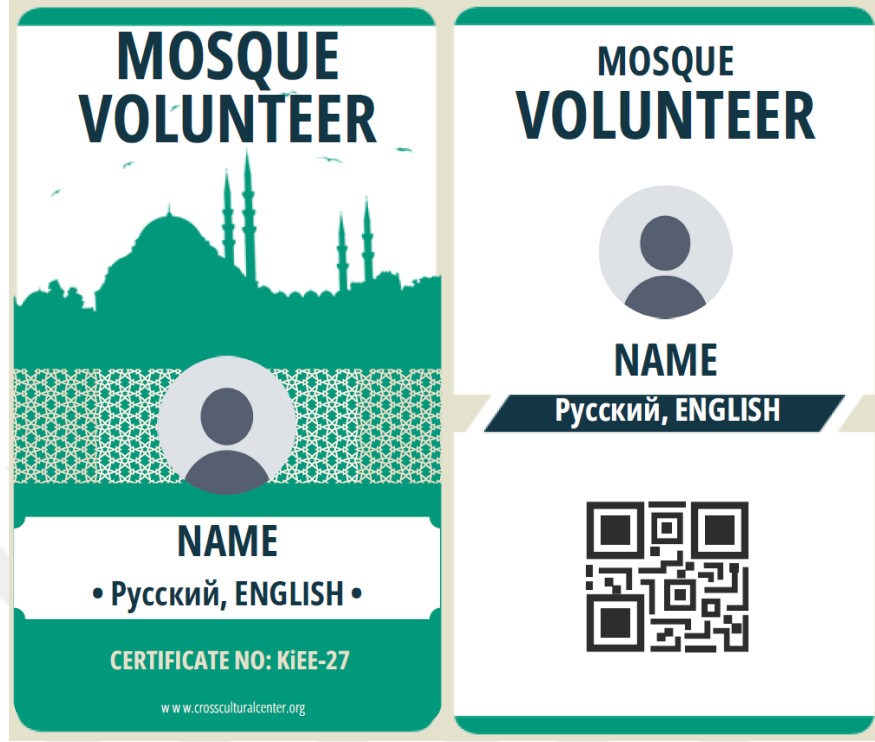 MOSQUE
VOLUNTEER
NAME
• Русский, ENGLISH •
CERTIFICATE NO: KiEE-27
www.crossculturalcenter.org
MOSQUE
VOLUNTEER
NAME
Русский, ENGLISH